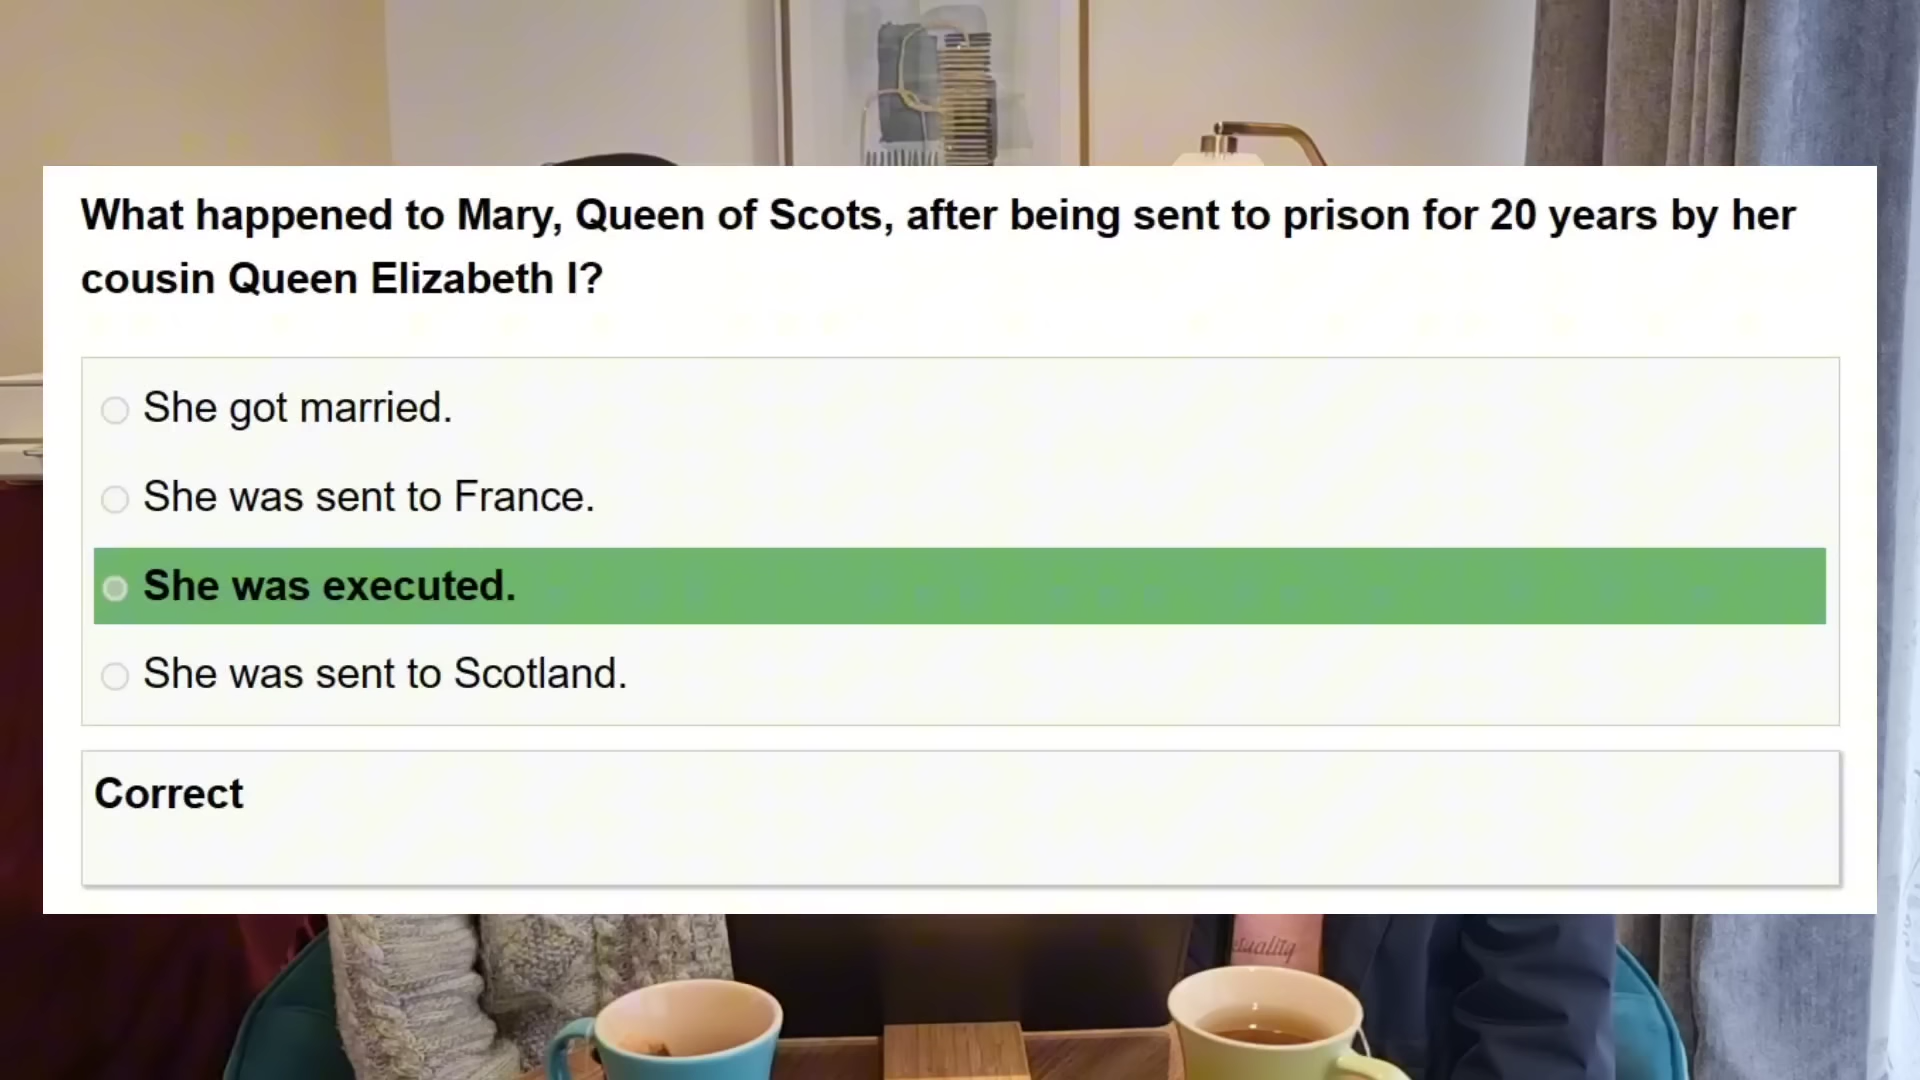 What happened to Mary, Queen of Scots, after being sent to prison for 20 years by her
cousin Queen Elizabeth I?
She got married.
She was sent to France.
She was executed.
She was sent to Scotland.
Correct